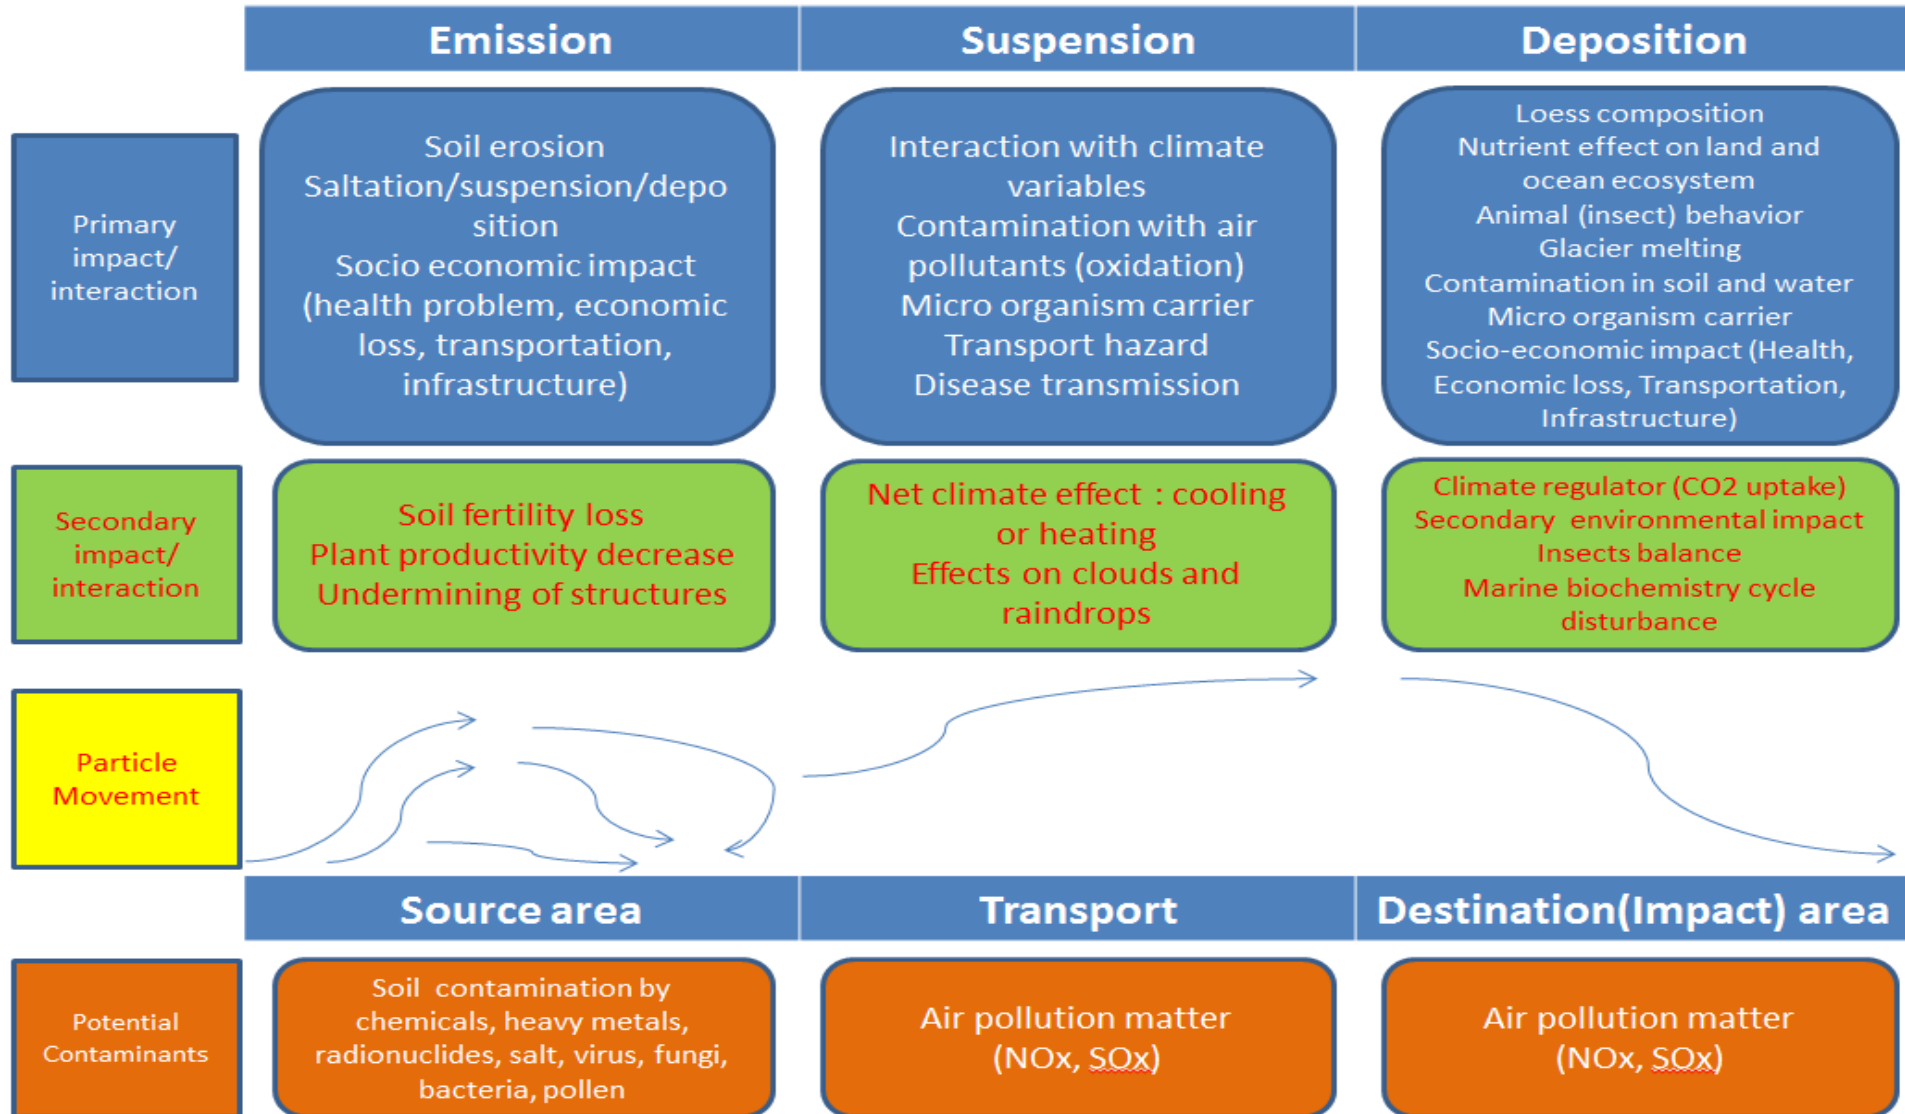 Emission
Suspension
Deposition
Primary
impact/
interaction
Soil erosion
Saltation/suspension/depo
sition
Socio economic impact
(health problem, economic
loss, transportation,
infrastructure)
Interaction with climate
variables
Contamination with air
pollutants (oxidation)
Micro organism carrier
Transport hazard
Disease transmission
Loess composition
Nutrient effect on land and
ocean ecosystem
Animal (insect) behavior
Glacier melting
Contamination in soil and water
Micro organism carrier
Socio-economic impact (Health,
Economic loss, Transportation,
Infrastructure)
Secondary
impact/
interaction
Soil fertility loss
Plant productivity decrease
Undermining of structures
Net climate effect : cooling
or heating
Effects on clouds and
raindrops
Climate regulator (CO2 uptake)
Secondary environmental impact
Insects balance
Marine biochemistry cycle
disturbance
Particle
Movement
Source area
Transport
Destination(Impact) area
Potential
Contaminants
Soil contamination by
chemicals, heavy metals,
radionuclides, salt, virus, fungi,
bacteria, pollen
Air pollution matter
(NOx, SOx)
Air pollution matter
(NOx, SOx)